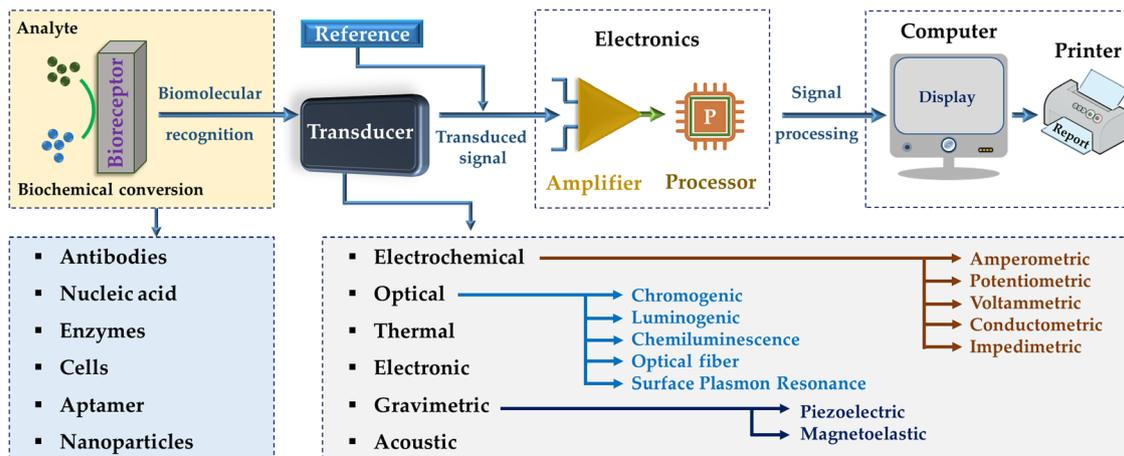 Analyte
Bioreceptor
Biochemical conversion
Biomolecular
recognition
Reference
Transducer
Transduced
signal
Electronics
P
Amplifier
Processor
Signal
processing
Computer
Display
Printer
Report
Antibodies
Nucleic acid
Enzymes
Cells
Aptamer
Nanoparticles
Electrochemical
Optical
Thermal
Electronic
Gravimetric
Acoustic
Chromogenic
Luminogenic
Chemiluminescence
Optical fiber
Surface Plasmon Resonance
Piezoelectric
Magnetoelastic
Amperometric
Potentiometric
Voltammetric
Conductometric
Impedimetric